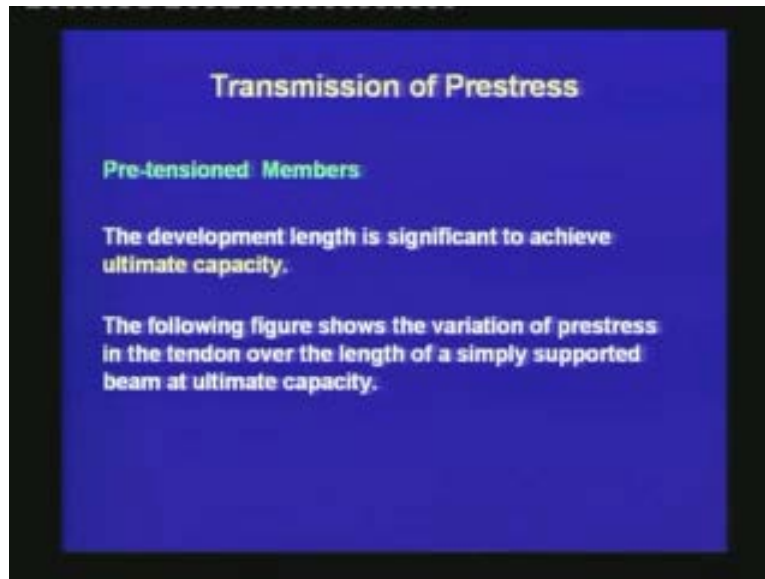 Transmission of Prestress
Pre-tensioned Members
The development length is significant to achieve
ultimate capacity.
The following figure shows the variation of prestress
in the tendon over the length of a simply supported
beam at ultimate capacity.